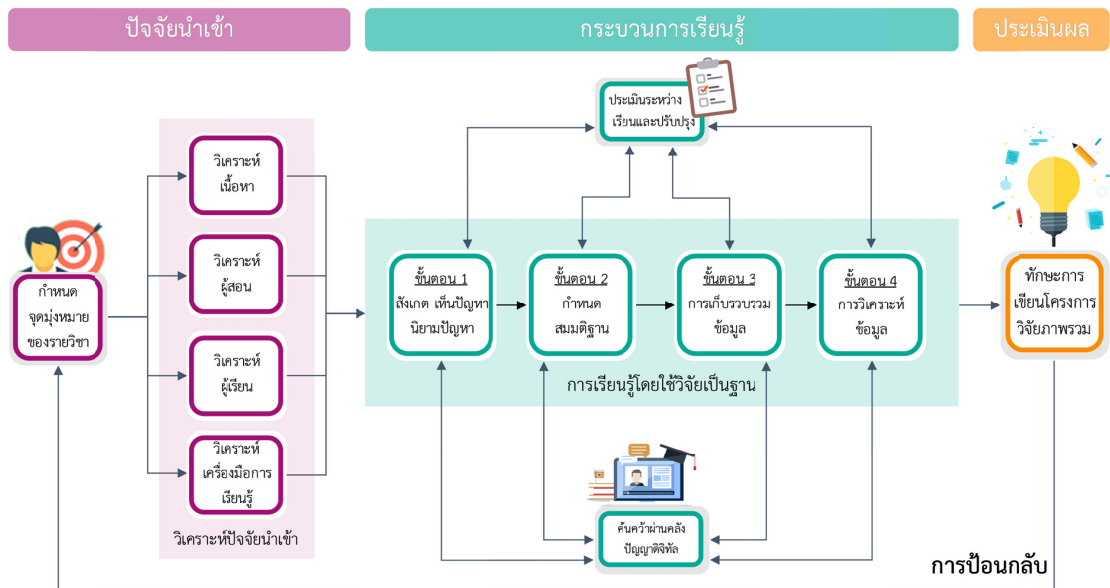 ปัจจัยนำเข้า
กระบวนการเรียนรู้
ประเมินผล
กำหนด
จุดมุ่งหมาย
ของรายวิชา
วิเคราะห์
เนื้อหา
วิเคราะห์
ผู้สอน
วิเคราะห์
ผู้เรียน
วิเคราะห์
เครื่องมือการ
เรียนรู้
วิเคราะห์ปัจจัยนำเข้า
ประเมินระหว่าง
เรียนและปรับปรุง
ขั้นตอน 1
สังเกต เห็นปัญหา
นิยามปัญหา
ขั้นตอน 2
กำหนด
สมมติฐาน
ขั้นตอน 3
การเก็บรวบรวม
ข้อมูล
ขั้นตอน 4
การวิเคราะห์
ข้อมูล
การเรียนรู้โดยใช้วิจัยเป็นฐาน
ค้นคว้าผ่านคลัง
ปัญญาดิจิทัล
ทักษะการ
เขียนโครงการ
วิจัยภาพรวม
การป้อนกลับ